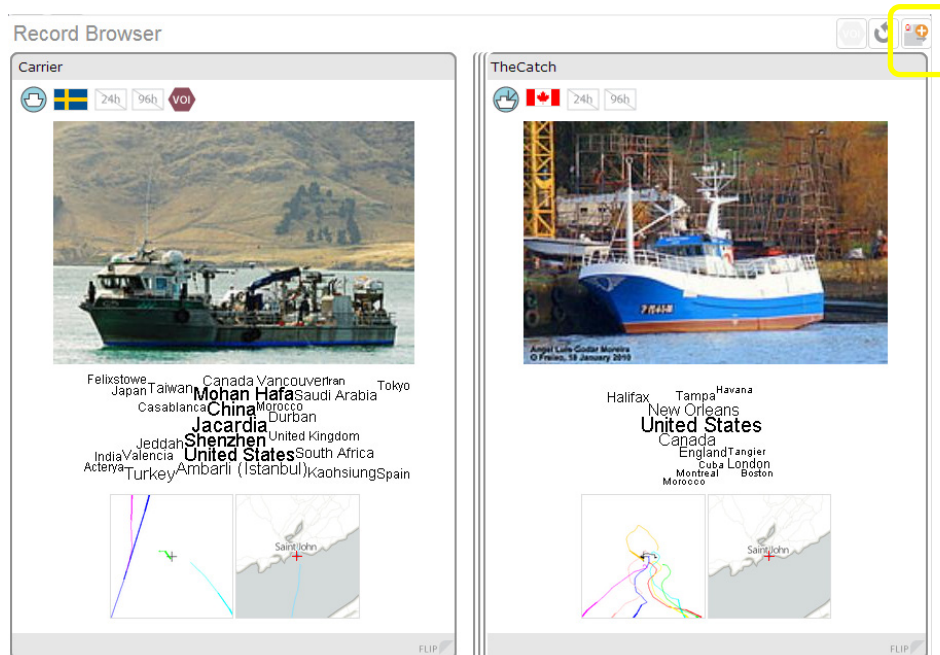 Record Browser
VOI
Carrier
24h 96h VOI
Felixstowe
Japan Taiwan Canada Vancouver Iran Tokyo
Mohan Hafa Saudi Arabia
Casablanca China Morocco
Durban
Jacardia
Jeddah Shenzhen United Kingdom
India Valencia United States South Africa
Acterya Turkey Ambarli (Istanbul) Kaohsiung Spain
Saint John
FLIP
TheCatch
24h 96h
Angel Luis Godar Moreira
© Freixo, 18 January 2010
Halifax Tampa Havana
New Orleans
United States
Canada
England Tangier
Cuba London
Montreal Boston
Morocco
Saint John
FLIP